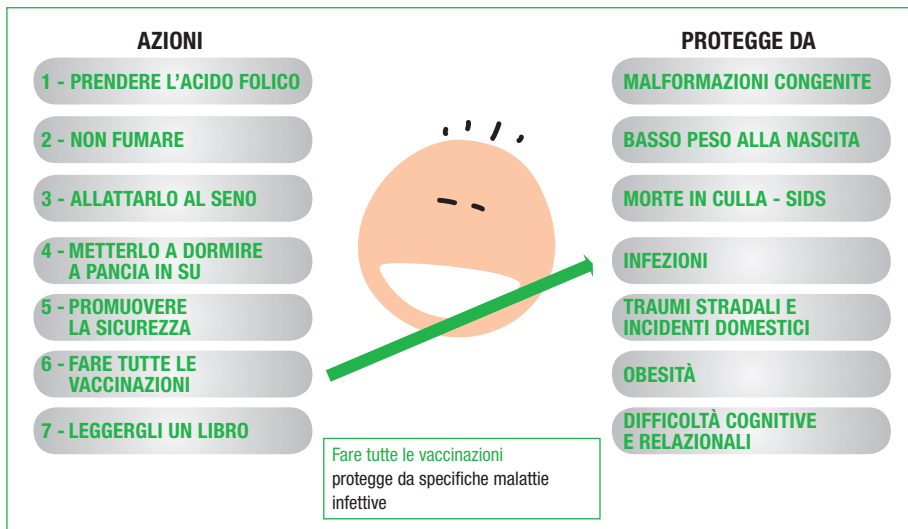 AZIONI
1 - PRENDERE L'ACIDO FOLICO
2 - NON FUMARE
3 - ALLATTARLO AL SENO
4 - METTERLO A DORMIRE
A PANCIA IN SU
5 - PROMUOVERE
LA SICUREZZA
6 - FARE TUTTE LE
VACCINAZIONI
7 - LEGGERGLI UN LIBRO
PROTEGGE DA
MALFORMAZIONI CONGENITE
BASSO PESO ALLA NASCITA
MORTE IN CULLA - SIDS
INFEZIONI
TRAUMI STRADALI E
INCIDENTI DOMESTICI
OBESITÀ
DIFFICOLTÀ COGNITIVE
E RELAZIONALI
Fare tutte le vaccinazioni
protegge da specifiche malattie
infettive